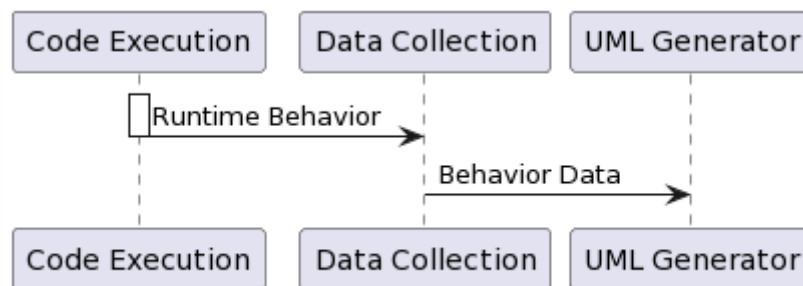 Code Execution
Data Collection
UML Generator
Runtime Behavior
Behavior Data
Code Execution
Data Collection
UML Generator